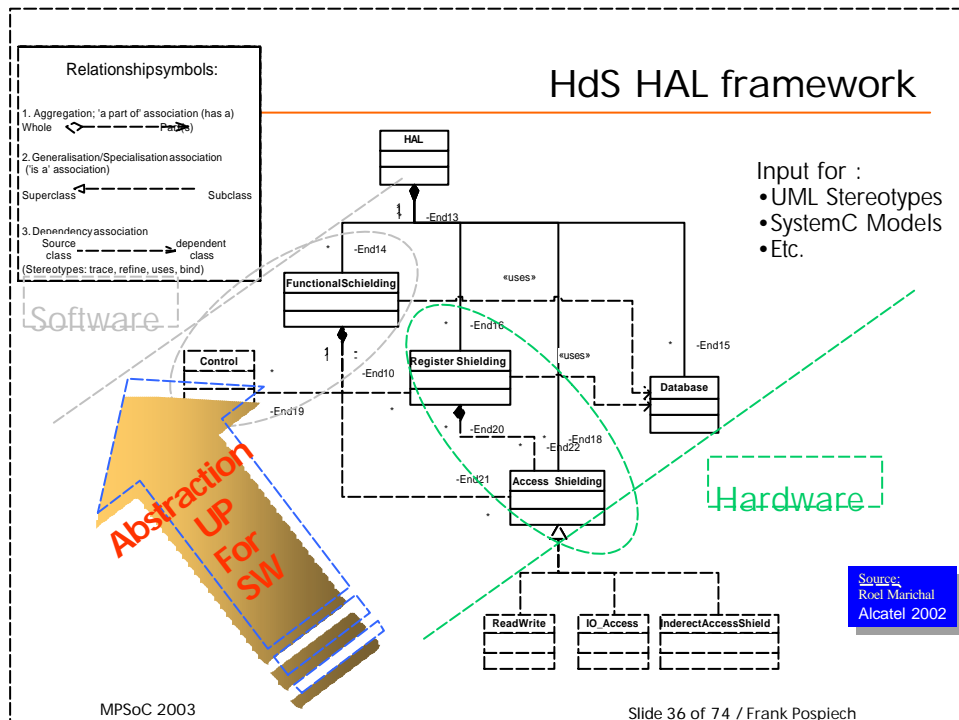 Relationshipsymbols:
1. Aggregation; 'a part of' association (has a)
Whole
Part(s)
2. Generalisation/Specialisation association
('is a' association)
Superclass
Subclass
3. Dependency association
Source
class
dependent
class
(Stereotypes: trace, refine, uses, bind)
HdS HAL framework
Input for :
•UML Stereotypes
•SystemC Models
•Etc.
HAL
1
-End13
*
-End14
FunctionalSchielding
«uses»
Software
*
-End16
*
-End15
1
Control
*
-End10
Register Shielding
«uses»
Database
-End19
*
*
-End20
*
*
-End18
-End22
-End21
*
Access Shielding
Hardware
Abstraction
UP
For
SW
ReadWrite
IO_Access
InderectAccessShield
Source:
Roel Marichal
Alcatel 2002
MPSoC 2003
Slide 36 of 74 / Frank Pospiech